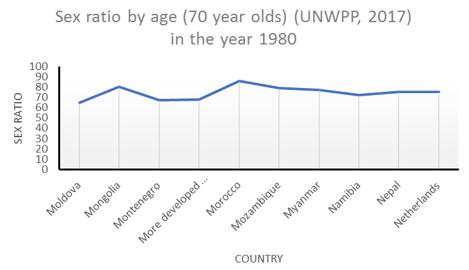 Sex ratio by age (70 year olds) (UNWPP, 2017)
in the year 1980
SEX RATIO
100
90
80
70
60
50
40
30
20
10
0
Moldova
Mongolia
Montenegro
More developed ...
Morocco
Mozambique
Myanmar
Namibia
Nepal
Netherlands
COUNTRY